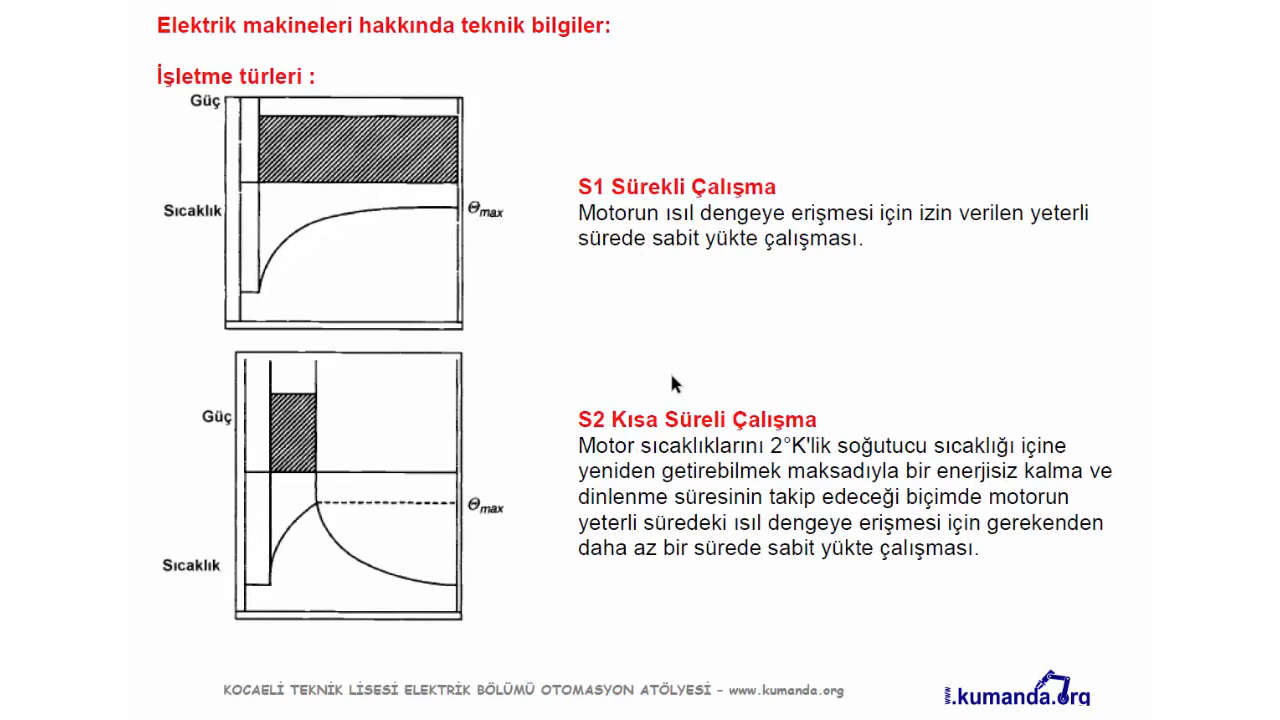 Elektrik makineleri hakkında teknik bilgiler:
İşletme türleri :
Güç
Sıcaklık
Θmax
S1 Sürekli Çalışma
Motorun ısıl dengeye erişmesi için izin verilen yeterli
sürede sabit yükte çalışması.
Güç
Θmax
Sıcaklık
S2 Kısa Süreli Çalışma
Motor sıcaklıklarını 2°K'lik soğutucu sıcaklığı içine
yeniden getirebilmek maksadıyla bir enerjisiz kalma ve
dinlenme süresinin takip edeceği biçimde motorun
yeterli süredeki ısıl dengeye erişmesi için gerekenden
daha az bir sürede sabit yükte çalışması.
KOCAELİ TEKNİK LİSESİ ELEKTRİK BÖLÜMÜ OTOMASYON ATÖLYESİ - www.kumanda.org
www.kumanda.org